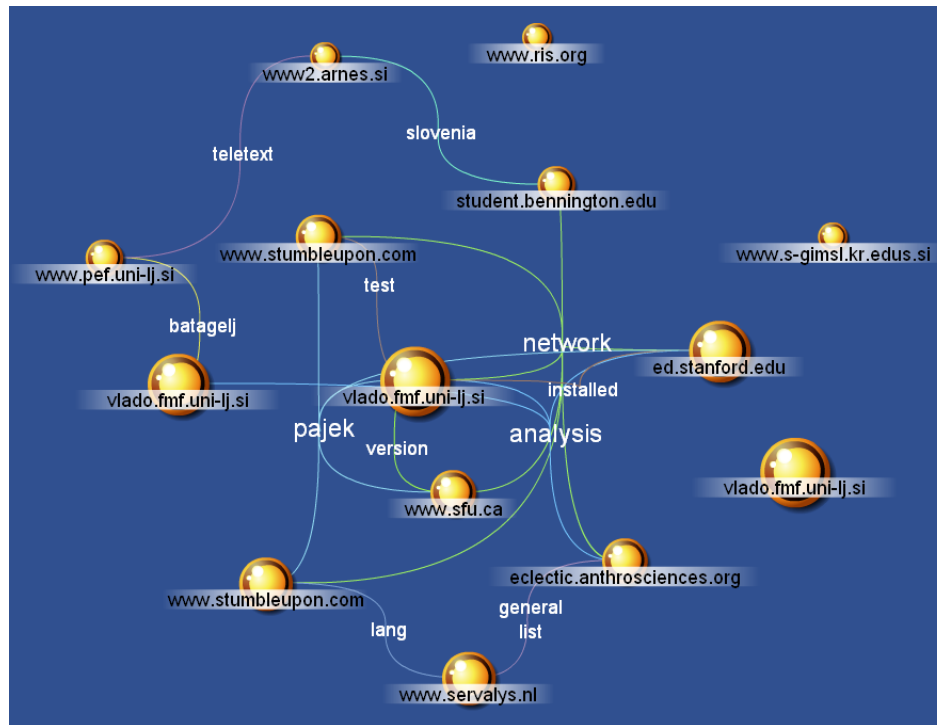 www.ris.org
www2.arnes.si
slovenia
teletext
student.bennington.edu
www.stumbleupon.com
www.s-gimsl.kr.edus.si
www.pef.uni-lj.si
test
batagelj
network
ed.stanford.edu
vlado.fmf.uni-lj.si
vlado.fmf.uni-lj.si
installed
pajek
analysis
version
vlado.fmf.uni-lj.si
www.sfu.ca
eclectic.anthrosciences.org
www.stumbleupon.com
general
list
lang
www.servalys.nl